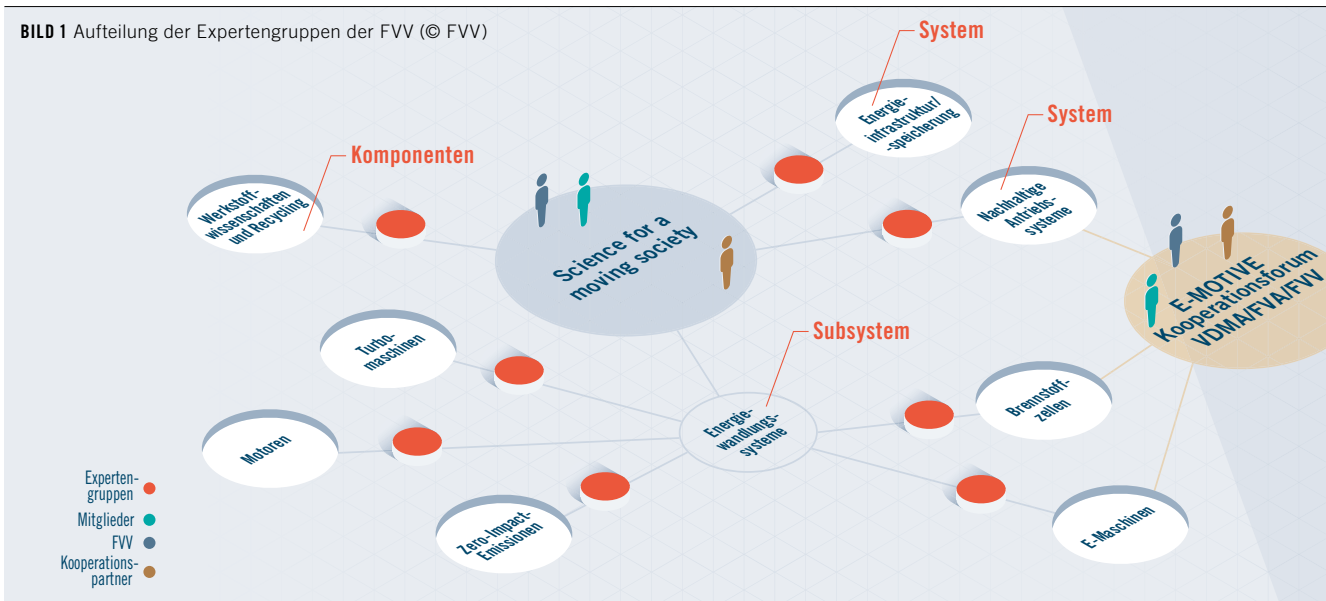 BILD 1 Aufteilung der Expertengruppen der FVV (© FVV)
System
Energie-
infrastruktur/
-speicherung
System
Nachhaltige
Antriebs-
systeme
Komponenten
Werkstoff-
wissenschaften
und Recycling
Science for a
moving society
E-MOTIVE
Kooperationsforum
VDMA/FVA/FVV
Turbo-
maschinen
Subsystem
Energie-
wandlungs-
systeme
Brennstoff-
zellen
Motoren
Zero-Impact-
Emissionen
E-Maschinen
Experten-
gruppen
Mitglieder
FVV
Kooperations-
partner